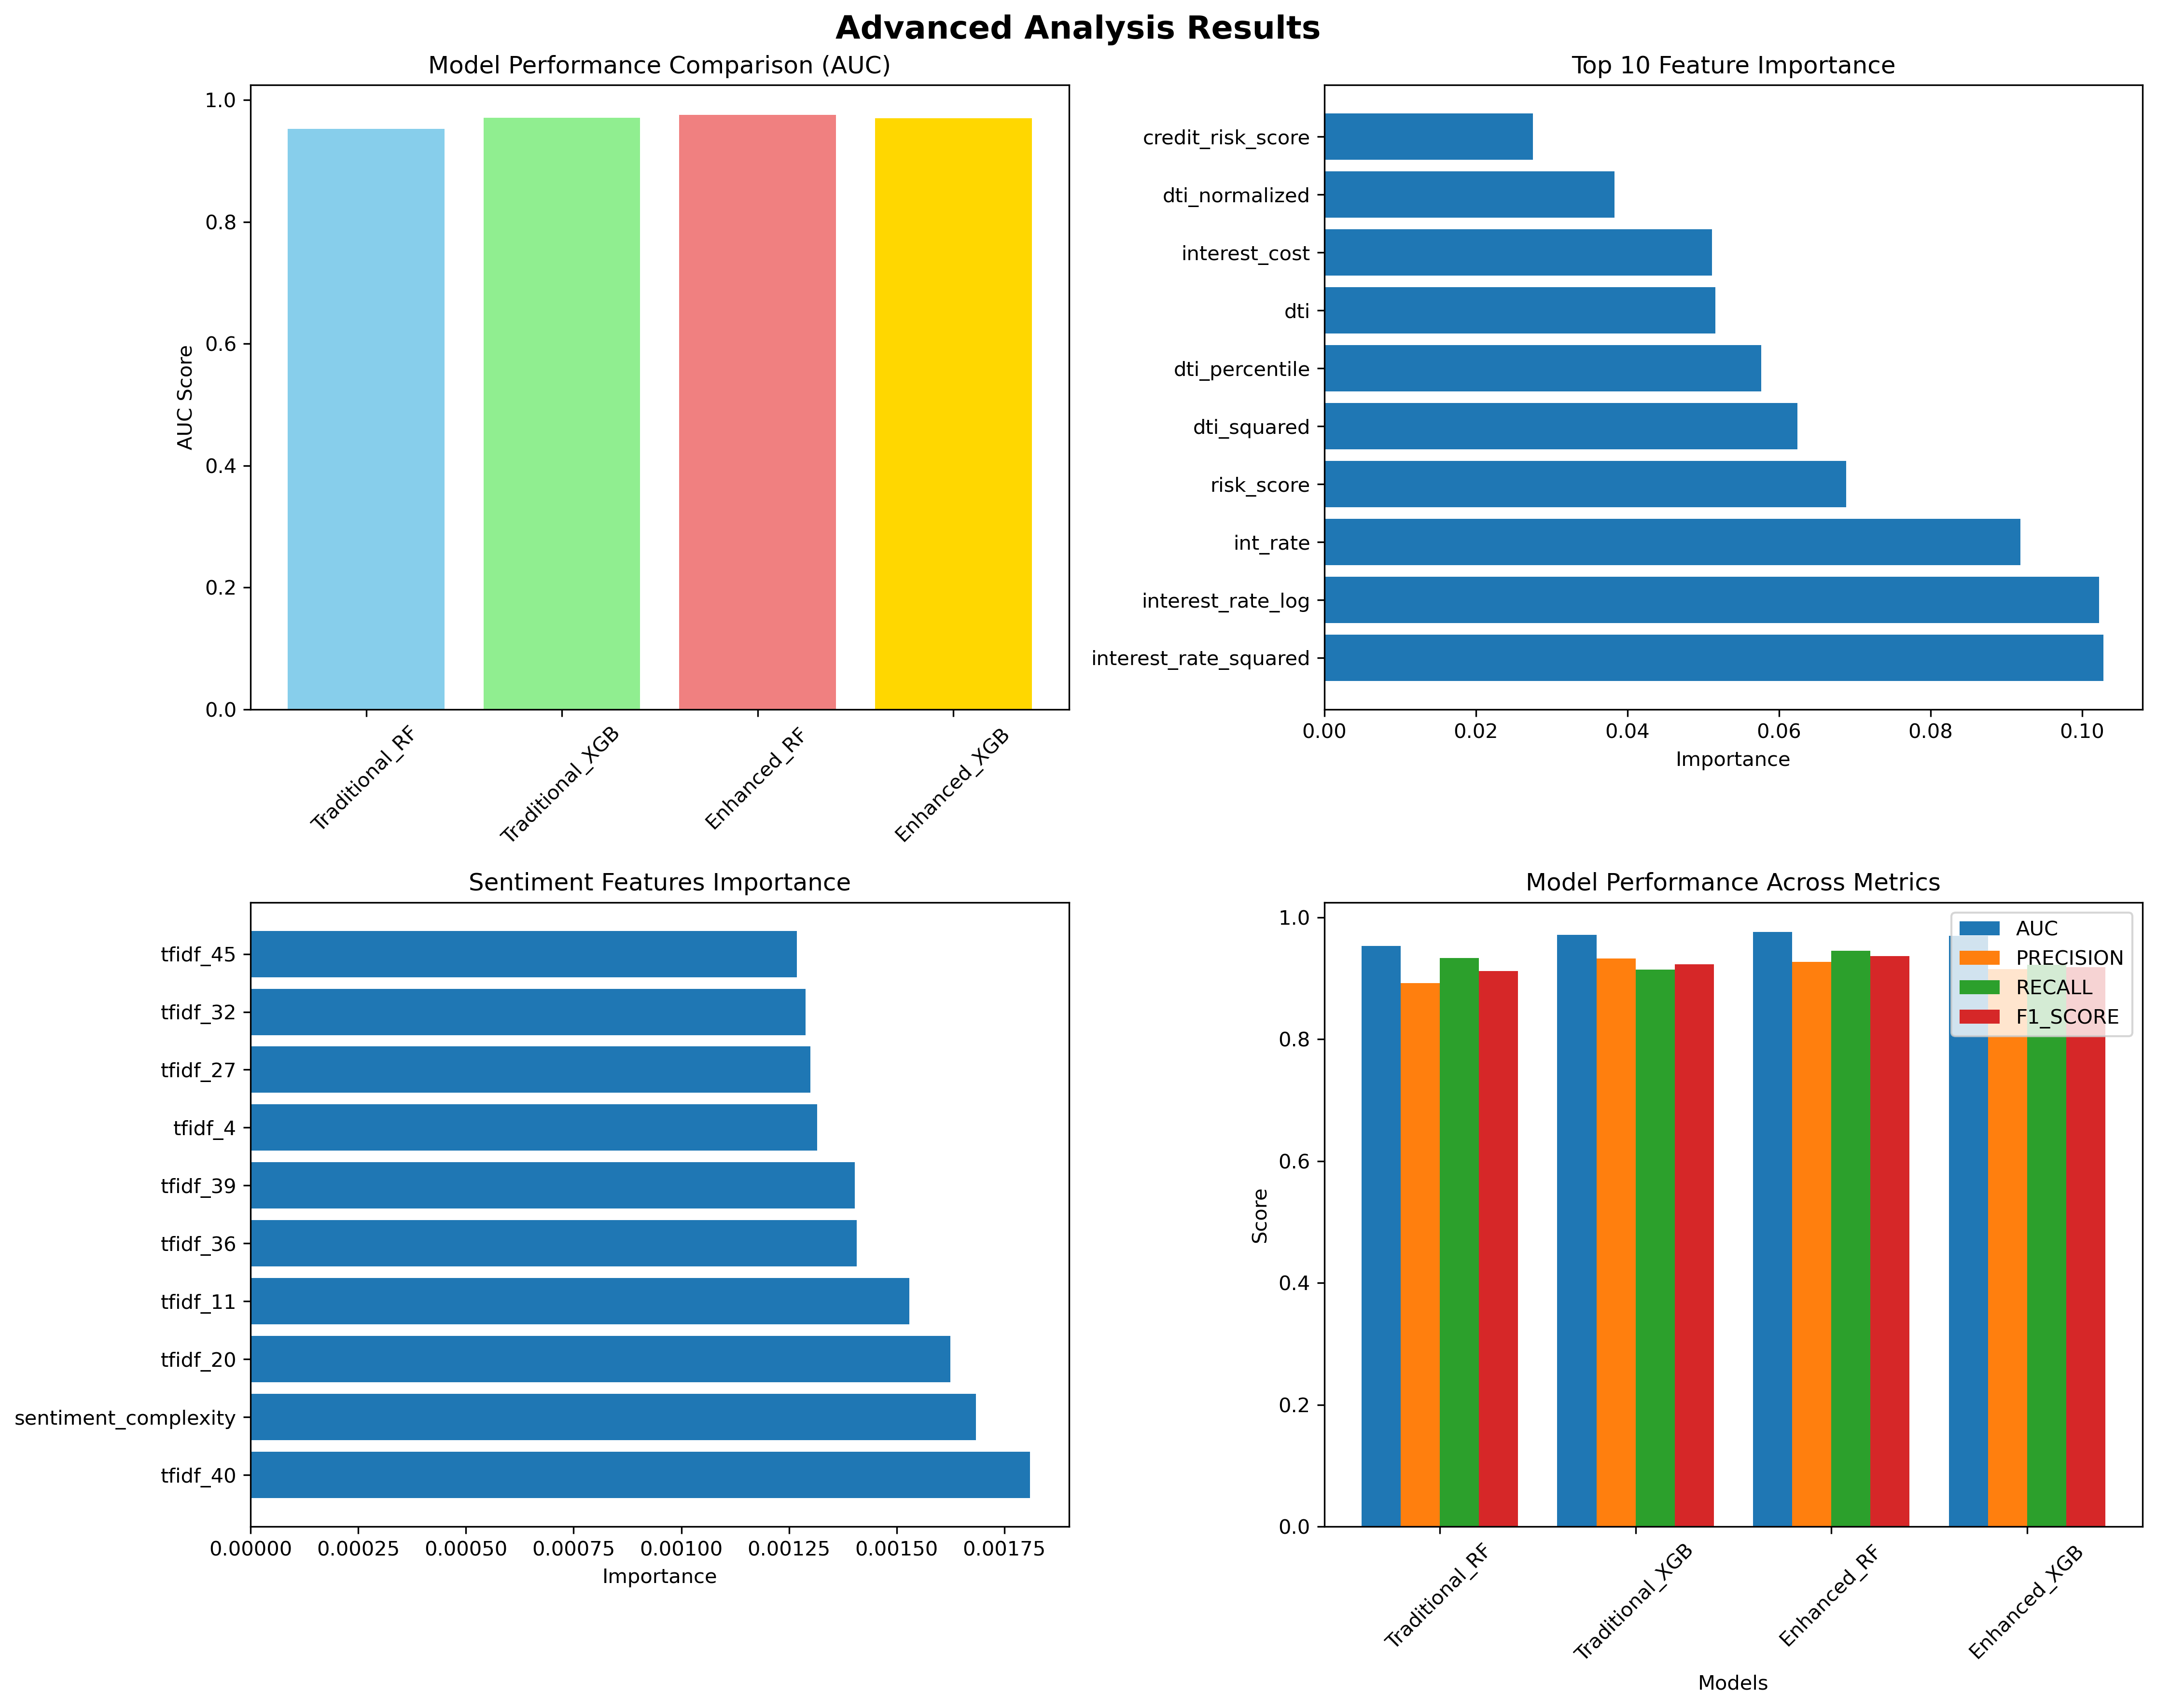 Advanced Analysis Results
Model Performance Comparison (AUC)
1.0
0.8
0.6
0.4
0.2
0.0
AUC Score
Traditional_RF
Traditional_XGB
Enhanced_RF
Enhanced_XGB
Top 10 Feature Importance
credit_risk_score
dti_normalized
interest_cost
dti
dti_percentile
dti_squared
risk_score
int_rate
interest_rate_log
interest_rate_squared
0.00 0.02 0.04 0.06 0.08 0.10
Importance
Sentiment Features Importance
tfidf_45
tfidf_32
tfidf_27
tfidf_4
tfidf_39
tfidf_36
tfidf_11
tfidf_20
sentiment_complexity
tfidf_40
0.00000 0.00025 0.00050 0.00075 0.00100 0.00125 0.00150 0.00175
Importance
Model Performance Across Metrics
1.0
0.8
0.6
0.4
0.2
0.0
Score
AUC
PRECISION
RECALL
F1_SCORE
Traditional_RF
Traditional_XGB
Enhanced_RF
Enhanced_XGB
Models